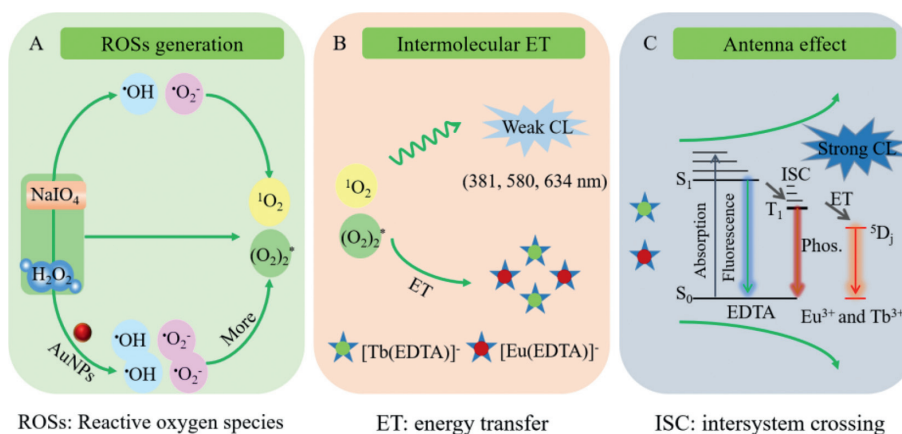 A
ROSs generation
•OH •O₂⁻
NaIO₄
H₂O₂
¹O₂
(O₂)₂*
AuNPs
•OH •O₂⁻
•OH •O₂⁻
More
ROSs: Reactive oxygen species
B
Intermolecular ET
Weak CL
(381, 580, 634 nm)
¹O₂
(O₂)₂*
ET
[Tb(EDTA)]⁻ [Eu(EDTA)]⁻
ET: energy transfer
C
Antenna effect
Strong CL
ISC
S₁
T₁
ET
⁵Dⱼ
Absorption
Fluorescence
Phos.
S₀
EDTA
Eu³⁺ and Tb³⁺
ISC: intersystem crossing